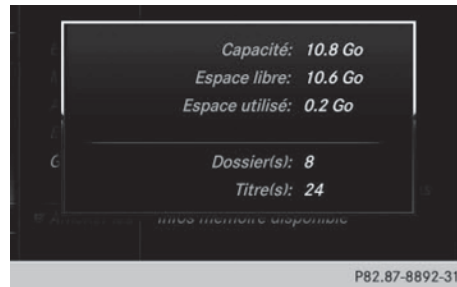 Capacité: 10.8 Go
Espace libre: 10.6 Go
Espace utilisé: 0.2 Go
Dossier(s): 8
Titre(s): 24
Infos mémoire disponible
P82.87-8892-31